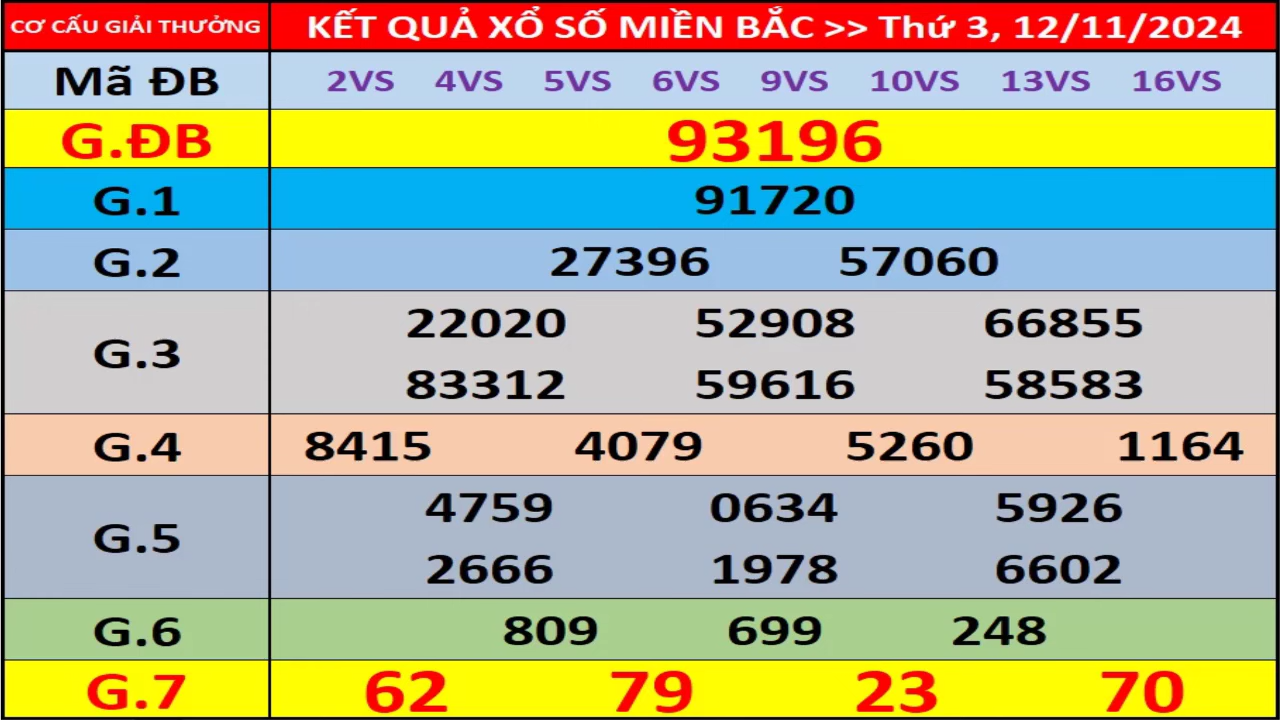 CƠ CẤU GIẢI THƯỞNG KẾT QUẢ XỔ SỐ MIỀN BẮC >> Thứ 3, 12/11/2024
Mã ĐB 2VS 4VS 5VS 6VS 9VS 10VS 13VS 16VS
G.ĐB 93196
G.1 91720
G.2 27396 57060
G.3 22020 52908 66855
83312 59616 58583
G.4 8415 4079 5260 1164
G.5 4759 0634 5926
2666 1978 6602
G.6 809 699 248
G.7 62 79 23 70